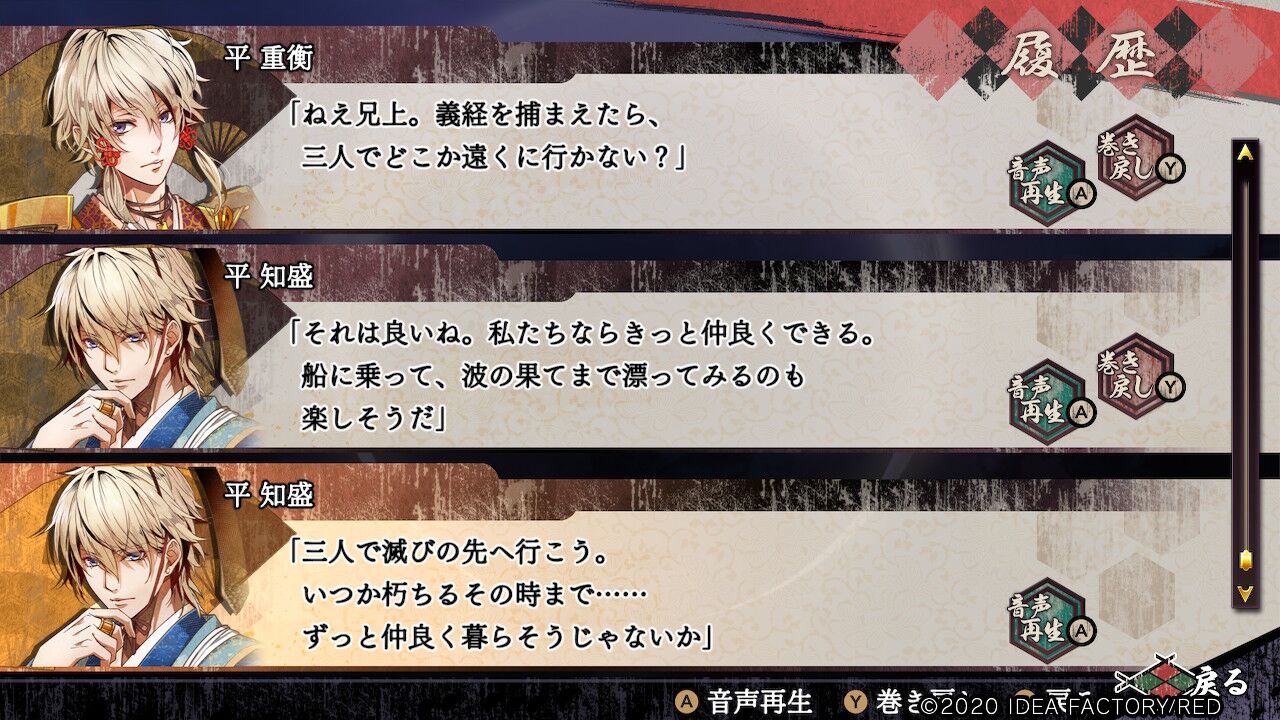 履歴
平 重衡
「ねえ兄上。義経を捕まえたら、
三人でどこか遠くに行かない？」
音声
再生 A
巻き
戻し Y
平 知盛
「それは良いね。私たちならきっと仲良くできる。
船に乗って、波の果てまで漂ってみるのも
楽しそうだ」
音声
再生 A
巻き
戻し Y
平 知盛
「三人で滅びの先へ行こう。
いつか朽ちるその時まで……
ずっと仲良く暮らそうじゃないか」
音声
再生 A
戻る
A 音声再生 Y 巻き
©2020 IDEA FACTORY/RED